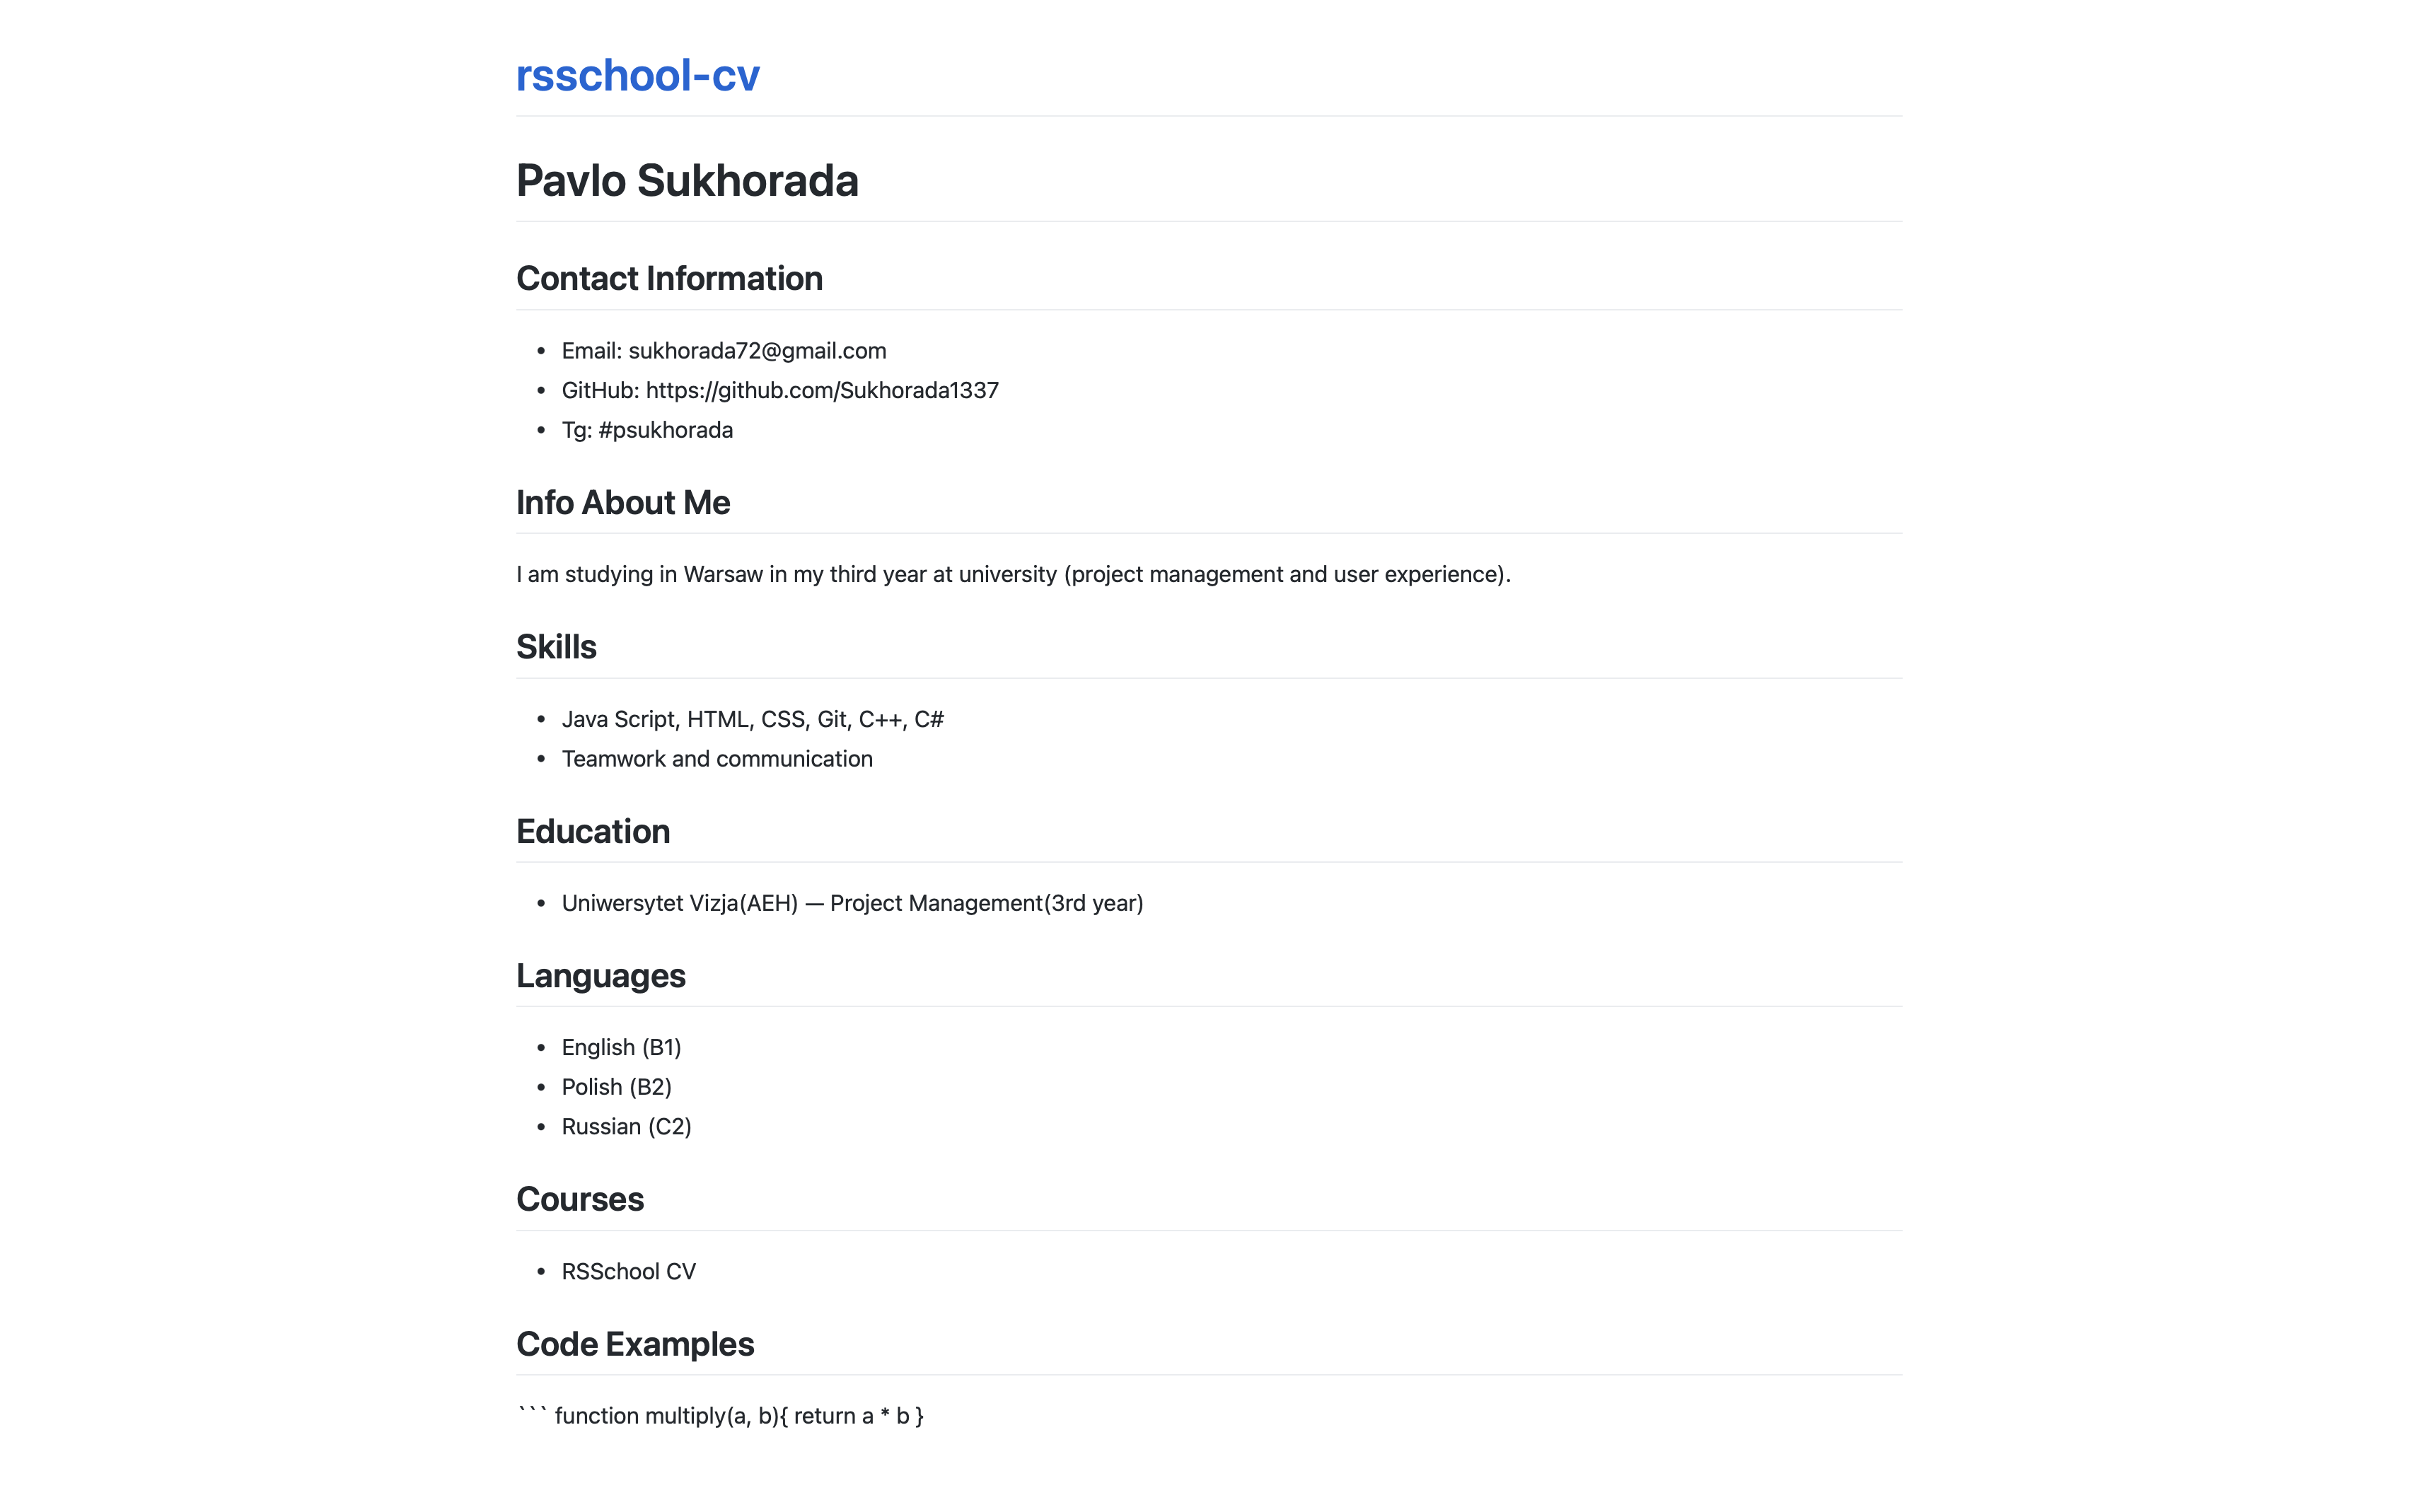 rsschool-cv
Pavlo Sukhorada
Contact Information
• Email: sukhorada72@gmail.com
• GitHub: https://github.com/Sukhorada1337
• Tg: #psukhorada
Info About Me
I am studying in Warsaw in my third year at university (project management and user experience).
Skills
• Java Script, HTML, CSS, Git, C++, C#
• Teamwork and communication
Education
• Uniwersytet Vizja(AEH) — Project Management(3rd year)
Languages
• English (B1)
• Polish (B2)
• Russian (C2)
Courses
• RSSchool CV
Code Examples
``` function multiply(a, b){ return a * b }